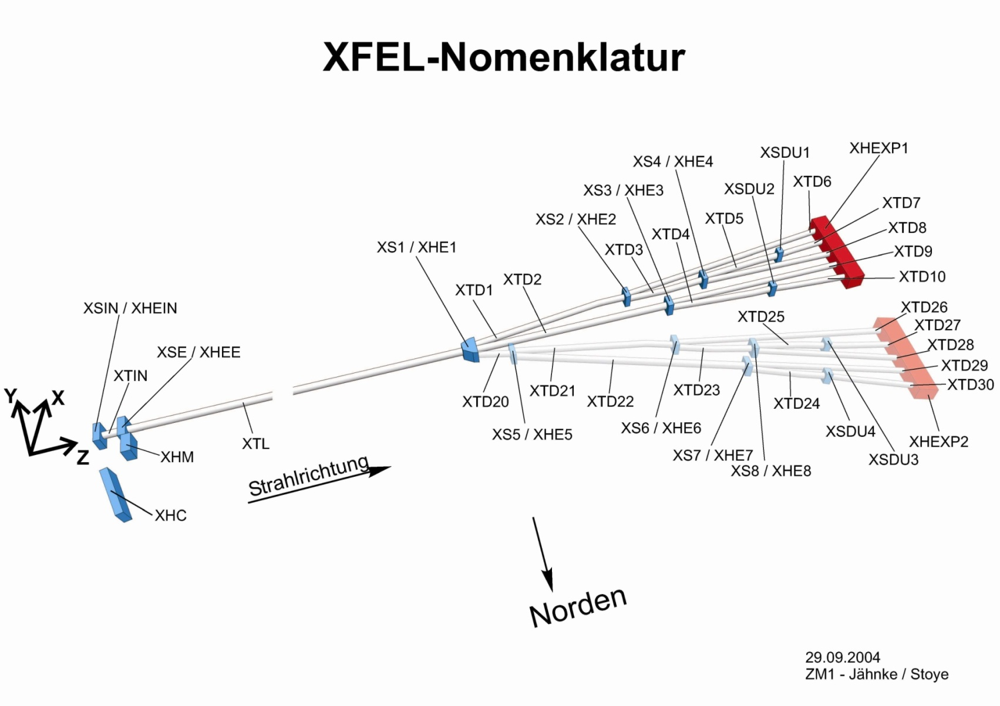 XFEL-Nomenklatur
XHEXP1
XSDU1
XS4 / XHE4
XTD6
XS3 / XHE3
XSDU2
XTD7
XS2 / XHE2
XTD5
XTD8
XTD4
XS1 / XHE1
XTD3
XTD9
XTD2
XTD10
XTD1
XSIN / XHEIN
XTD26
XTD25
XTD27
XSE / XHEE
XTD28
XTIN
XTD29
XTD30
XTD21
XTD23
Y
X
XTD20
XTD22
XTD24
XS6 / XHE6
XSDU4
XS5 / XHE5
XHEXP2
XTL
Z
XHM
XS7 / XHE7
XSDU3
XS8 / XHE8
Strahlrichtung
XHC
Norden
29.09.2004
ZM1 - Jähnke / Stoye